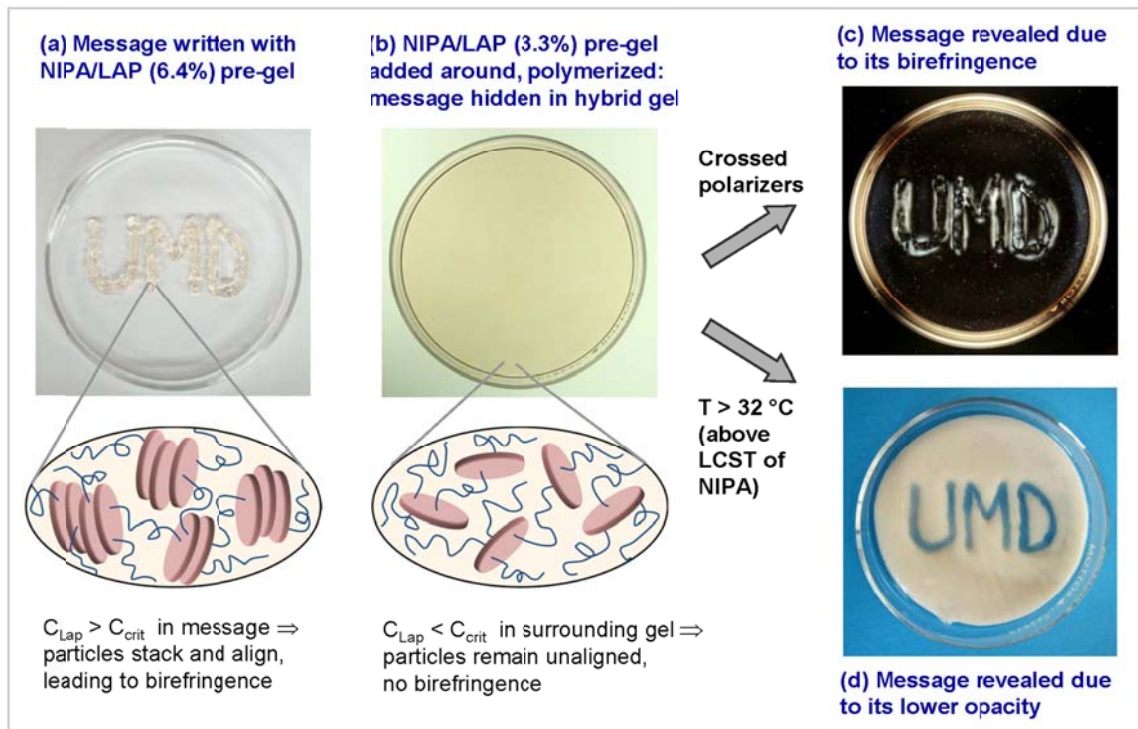 (a) Message written with
NIPA/LAP (6.4%) pre-gel
(b) NIPA/LAP (3.3%) pre-gel
added around, polymerized:
message hidden in hybrid gel
(c) Message revealed due
to its birefringence
UMD
Crossed
polarizers
UMD
T > 32 °C
(above
LCST of
NIPA)
UMD
C_Lap > C_crit in message ⇒
particles stack and align,
leading to birefringence
C_Lap < C_crit in surrounding gel ⇒
particles remain unaligned,
no birefringence
(d) Message revealed due
to its lower opacity